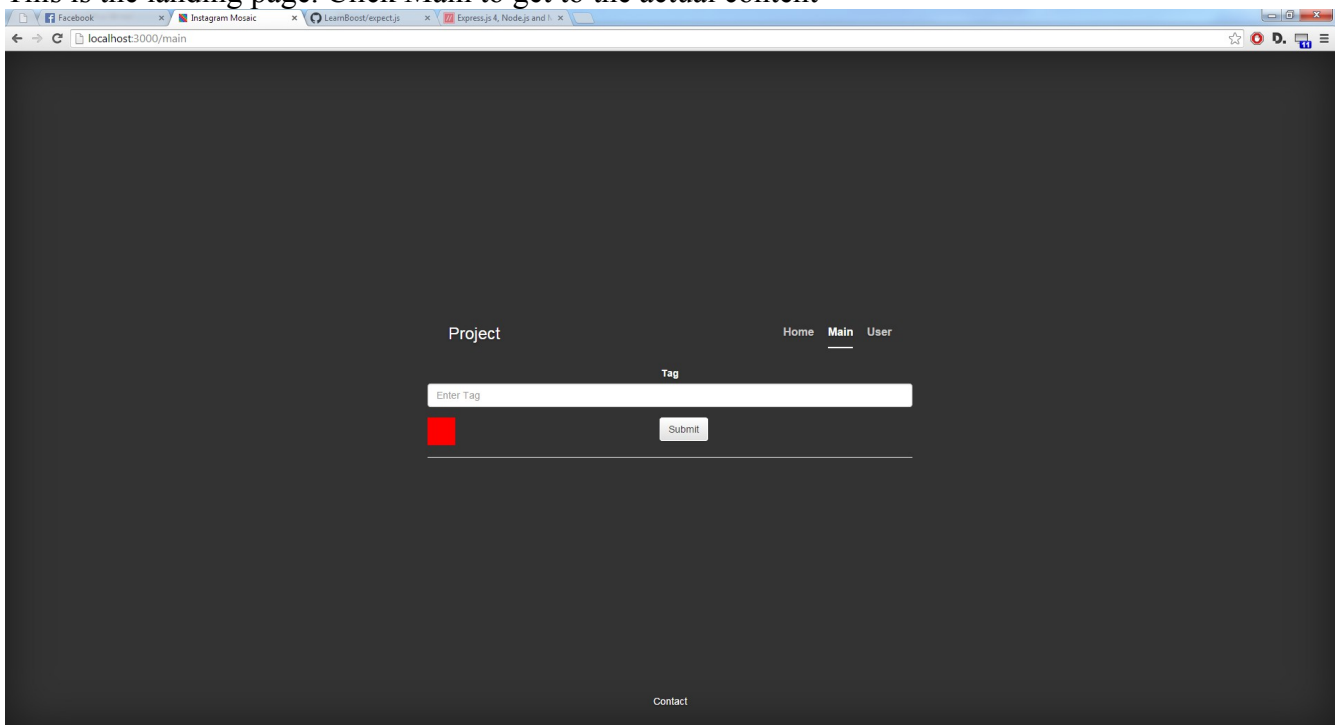 This is the landing page. Click Main to get to the actual content
Facebook
Instagram Mosaic
LearnBoost/expect.js
Express.js 4, Node.js and
localhost:3000/main
D.
11
Project
Home Main User
Tag
Enter Tag
Submit
Contact